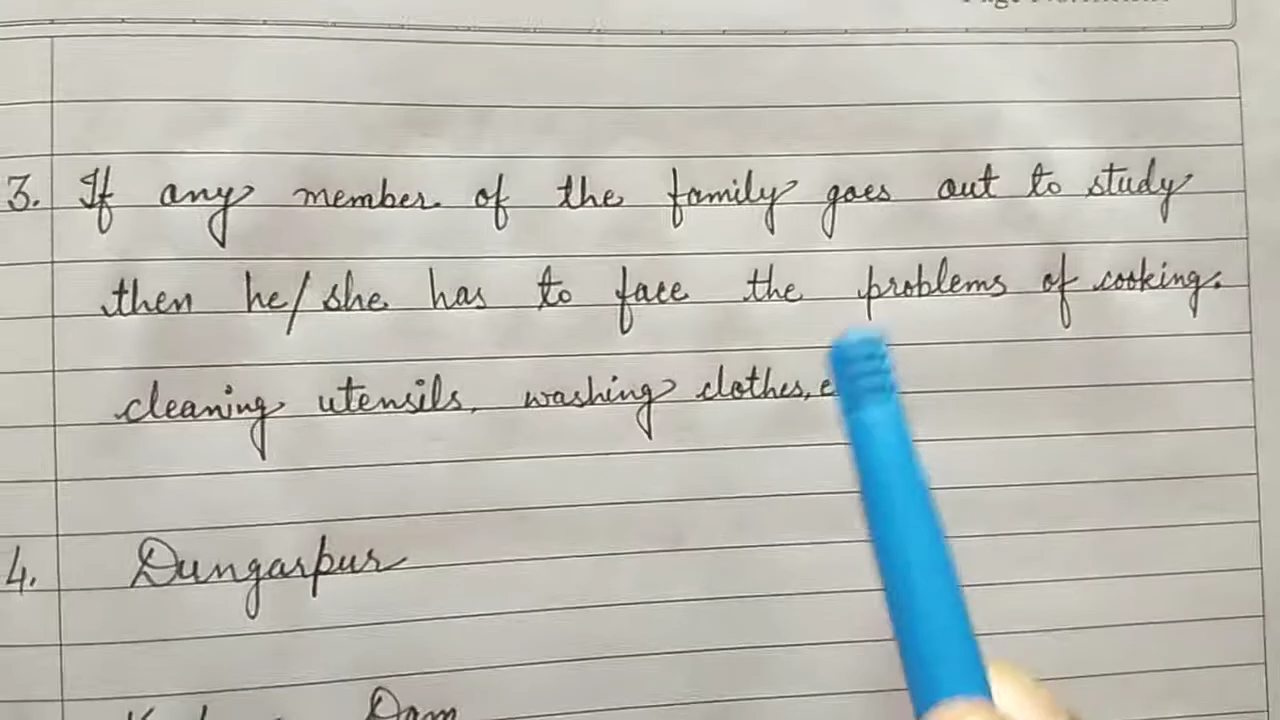 3. If any member of the family goes out to study
then he/she has to face the problems of cooking.
cleaning utensils, washing clothes,
4. Dungarpur
Dam